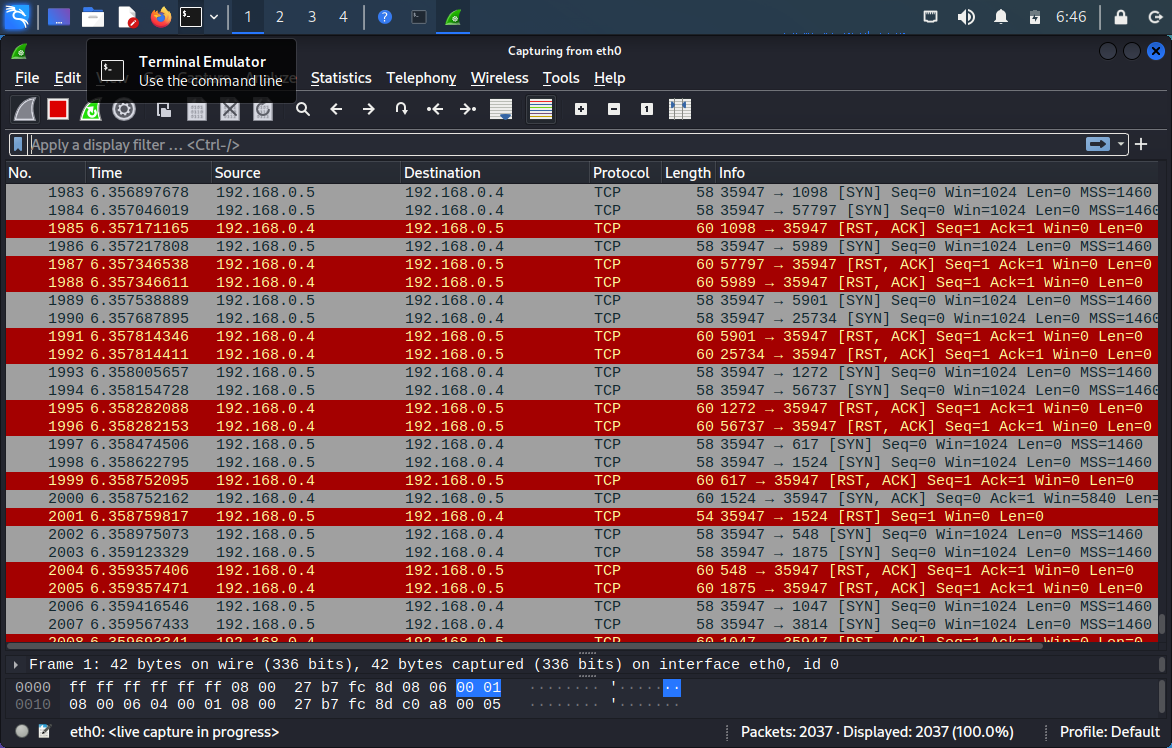 1 2 3 4 ? 6:46
Capturing from eth0
Terminal Emulator
Use the command line
File Edit Statistics Telephony Wireless Tools Help
Apply a display filter … <Ctrl-/>
No. Time Source Destination Protocol Length Info
1983 6.356897678 192.168.0.5 192.168.0.4 TCP 58 35947 → 1098 [SYN] Seq=0 Win=1024 Len=0 MSS=1460
1984 6.357046019 192.168.0.5 192.168.0.4 TCP 58 35947 → 57797 [SYN] Seq=0 Win=1024 Len=0 MSS=1460
1985 6.357171165 192.168.0.4 192.168.0.5 TCP 60 1098 → 35947 [RST, ACK] Seq=1 Ack=1 Win=0 Len=0
1986 6.357217808 192.168.0.5 192.168.0.4 TCP 58 35947 → 5989 [SYN] Seq=0 Win=1024 Len=0 MSS=1460
1987 6.357346538 192.168.0.4 192.168.0.5 TCP 60 57797 → 35947 [RST, ACK] Seq=1 Ack=1 Win=0 Len=0
1988 6.357346611 192.168.0.4 192.168.0.5 TCP 60 5989 → 35947 [RST, ACK] Seq=1 Ack=1 Win=0 Len=0
1989 6.357538889 192.168.0.5 192.168.0.4 TCP 58 35947 → 5901 [SYN] Seq=0 Win=1024 Len=0 MSS=1460
1990 6.357687895 192.168.0.5 192.168.0.4 TCP 58 35947 → 25734 [SYN] Seq=0 Win=1024 Len=0 MSS=1460
1991 6.357814346 192.168.0.4 192.168.0.5 TCP 60 5901 → 35947 [RST, ACK] Seq=1 Ack=1 Win=0 Len=0
1992 6.357814411 192.168.0.4 192.168.0.5 TCP 60 25734 → 35947 [RST, ACK] Seq=1 Ack=1 Win=0 Len=0
1993 6.358005657 192.168.0.5 192.168.0.4 TCP 58 35947 → 1272 [SYN] Seq=0 Win=1024 Len=0 MSS=1460
1994 6.358154728 192.168.0.5 192.168.0.4 TCP 58 35947 → 56737 [SYN] Seq=0 Win=1024 Len=0 MSS=1460
1995 6.358282088 192.168.0.4 192.168.0.5 TCP 60 1272 → 35947 [RST, ACK] Seq=1 Ack=1 Win=0 Len=0
1996 6.358282153 192.168.0.4 192.168.0.5 TCP 60 56737 → 35947 [RST, ACK] Seq=1 Ack=1 Win=0 Len=0
1997 6.358474506 192.168.0.5 192.168.0.4 TCP 58 35947 → 617 [SYN] Seq=0 Win=1024 Len=0 MSS=1460
1998 6.358622795 192.168.0.5 192.168.0.4 TCP 58 35947 → 1524 [SYN] Seq=0 Win=1024 Len=0 MSS=1460
1999 6.358752095 192.168.0.4 192.168.0.5 TCP 60 617 → 35947 [RST, ACK] Seq=1 Ack=1 Win=0 Len=0
2000 6.358752162 192.168.0.4 192.168.0.5 TCP 60 1524 → 35947 [SYN, ACK] Seq=0 Ack=1 Win=5840 Len=
2001 6.358759817 192.168.0.5 192.168.0.4 TCP 54 35947 → 1524 [RST] Seq=1 Win=0 Len=0
2002 6.358975073 192.168.0.5 192.168.0.4 TCP 58 35947 → 548 [SYN] Seq=0 Win=1024 Len=0 MSS=1460
2003 6.359123329 192.168.0.5 192.168.0.4 TCP 58 35947 → 1875 [SYN] Seq=0 Win=1024 Len=0 MSS=1460
2004 6.359357406 192.168.0.4 192.168.0.5 TCP 60 548 → 35947 [RST, ACK] Seq=1 Ack=1 Win=0 Len=0
2005 6.359357471 192.168.0.4 192.168.0.5 TCP 60 1875 → 35947 [RST, ACK] Seq=1 Ack=1 Win=0 Len=0
2006 6.359416546 192.168.0.5 192.168.0.4 TCP 58 35947 → 1047 [SYN] Seq=0 Win=1024 Len=0 MSS=1460
2007 6.359567433 192.168.0.5 192.168.0.4 TCP 58 35947 → 3814 [SYN] Seq=0 Win=1024 Len=0 MSS=1460
2008 6.359693341 192.168.0.4 192.168.0.5 TCP 60 1047 → 35947 [RST, ACK] Seq=1 Ack=1 Win=0 Len=0
Frame 1: 42 bytes on wire (336 bits), 42 bytes captured (336 bits) on interface eth0, id 0
0000 ff ff ff ff ff ff 08 00 27 b7 fc 8d 08 06 00 01 ········ '·······
0010 08 00 06 04 00 01 08 00 27 b7 fc 8d c0 a8 00 05 ········ '·······
eth0: <live capture in progress> Packets: 2037 · Displayed: 2037 (100.0%) Profile: Default